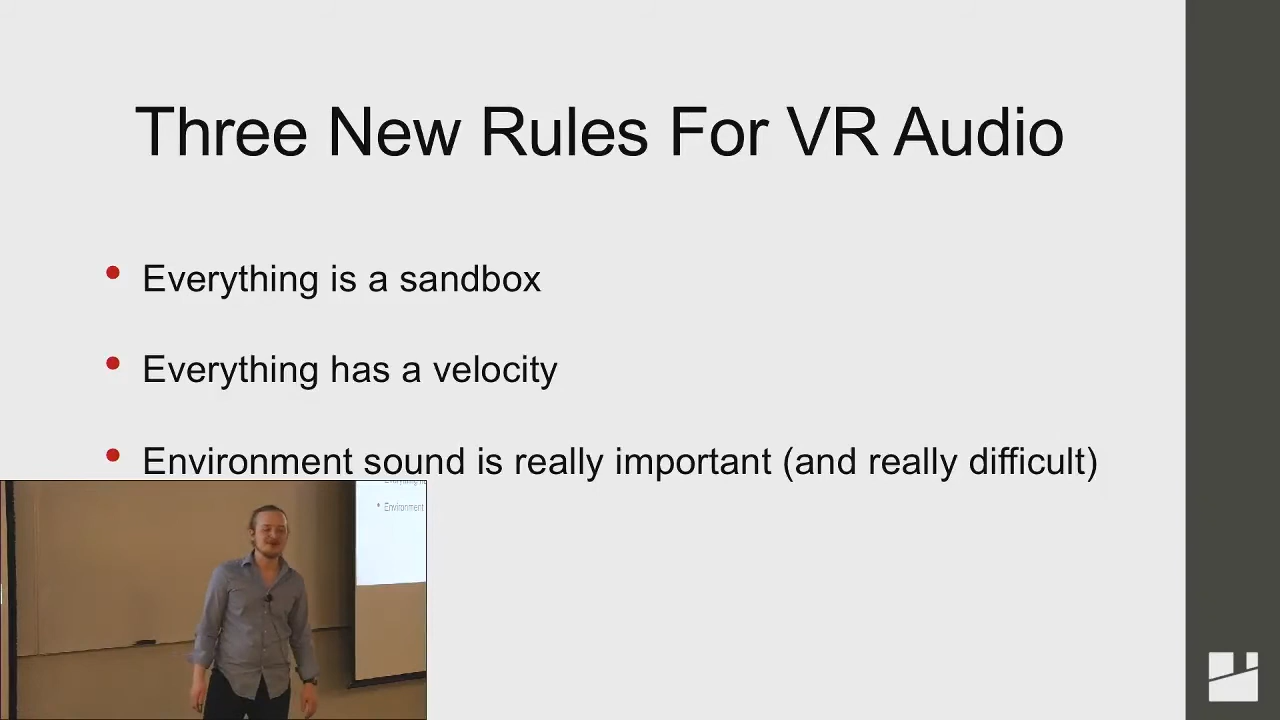 Three New Rules For VR Audio
• Everything is a sandbox
• Everything has a velocity
• Environment sound is really important (and really difficult)
• Environment